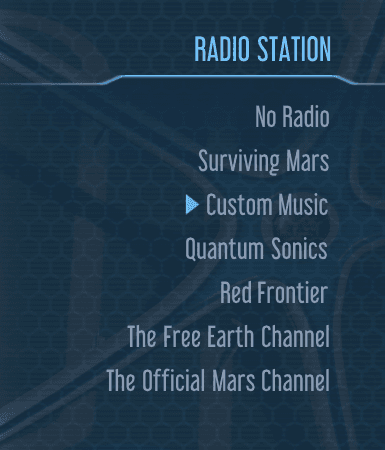 RADIO STATION
No Radio
Surviving Mars
Custom Music
Quantum Sonics
Red Frontier
The Free Earth Channel
The Official Mars Channel